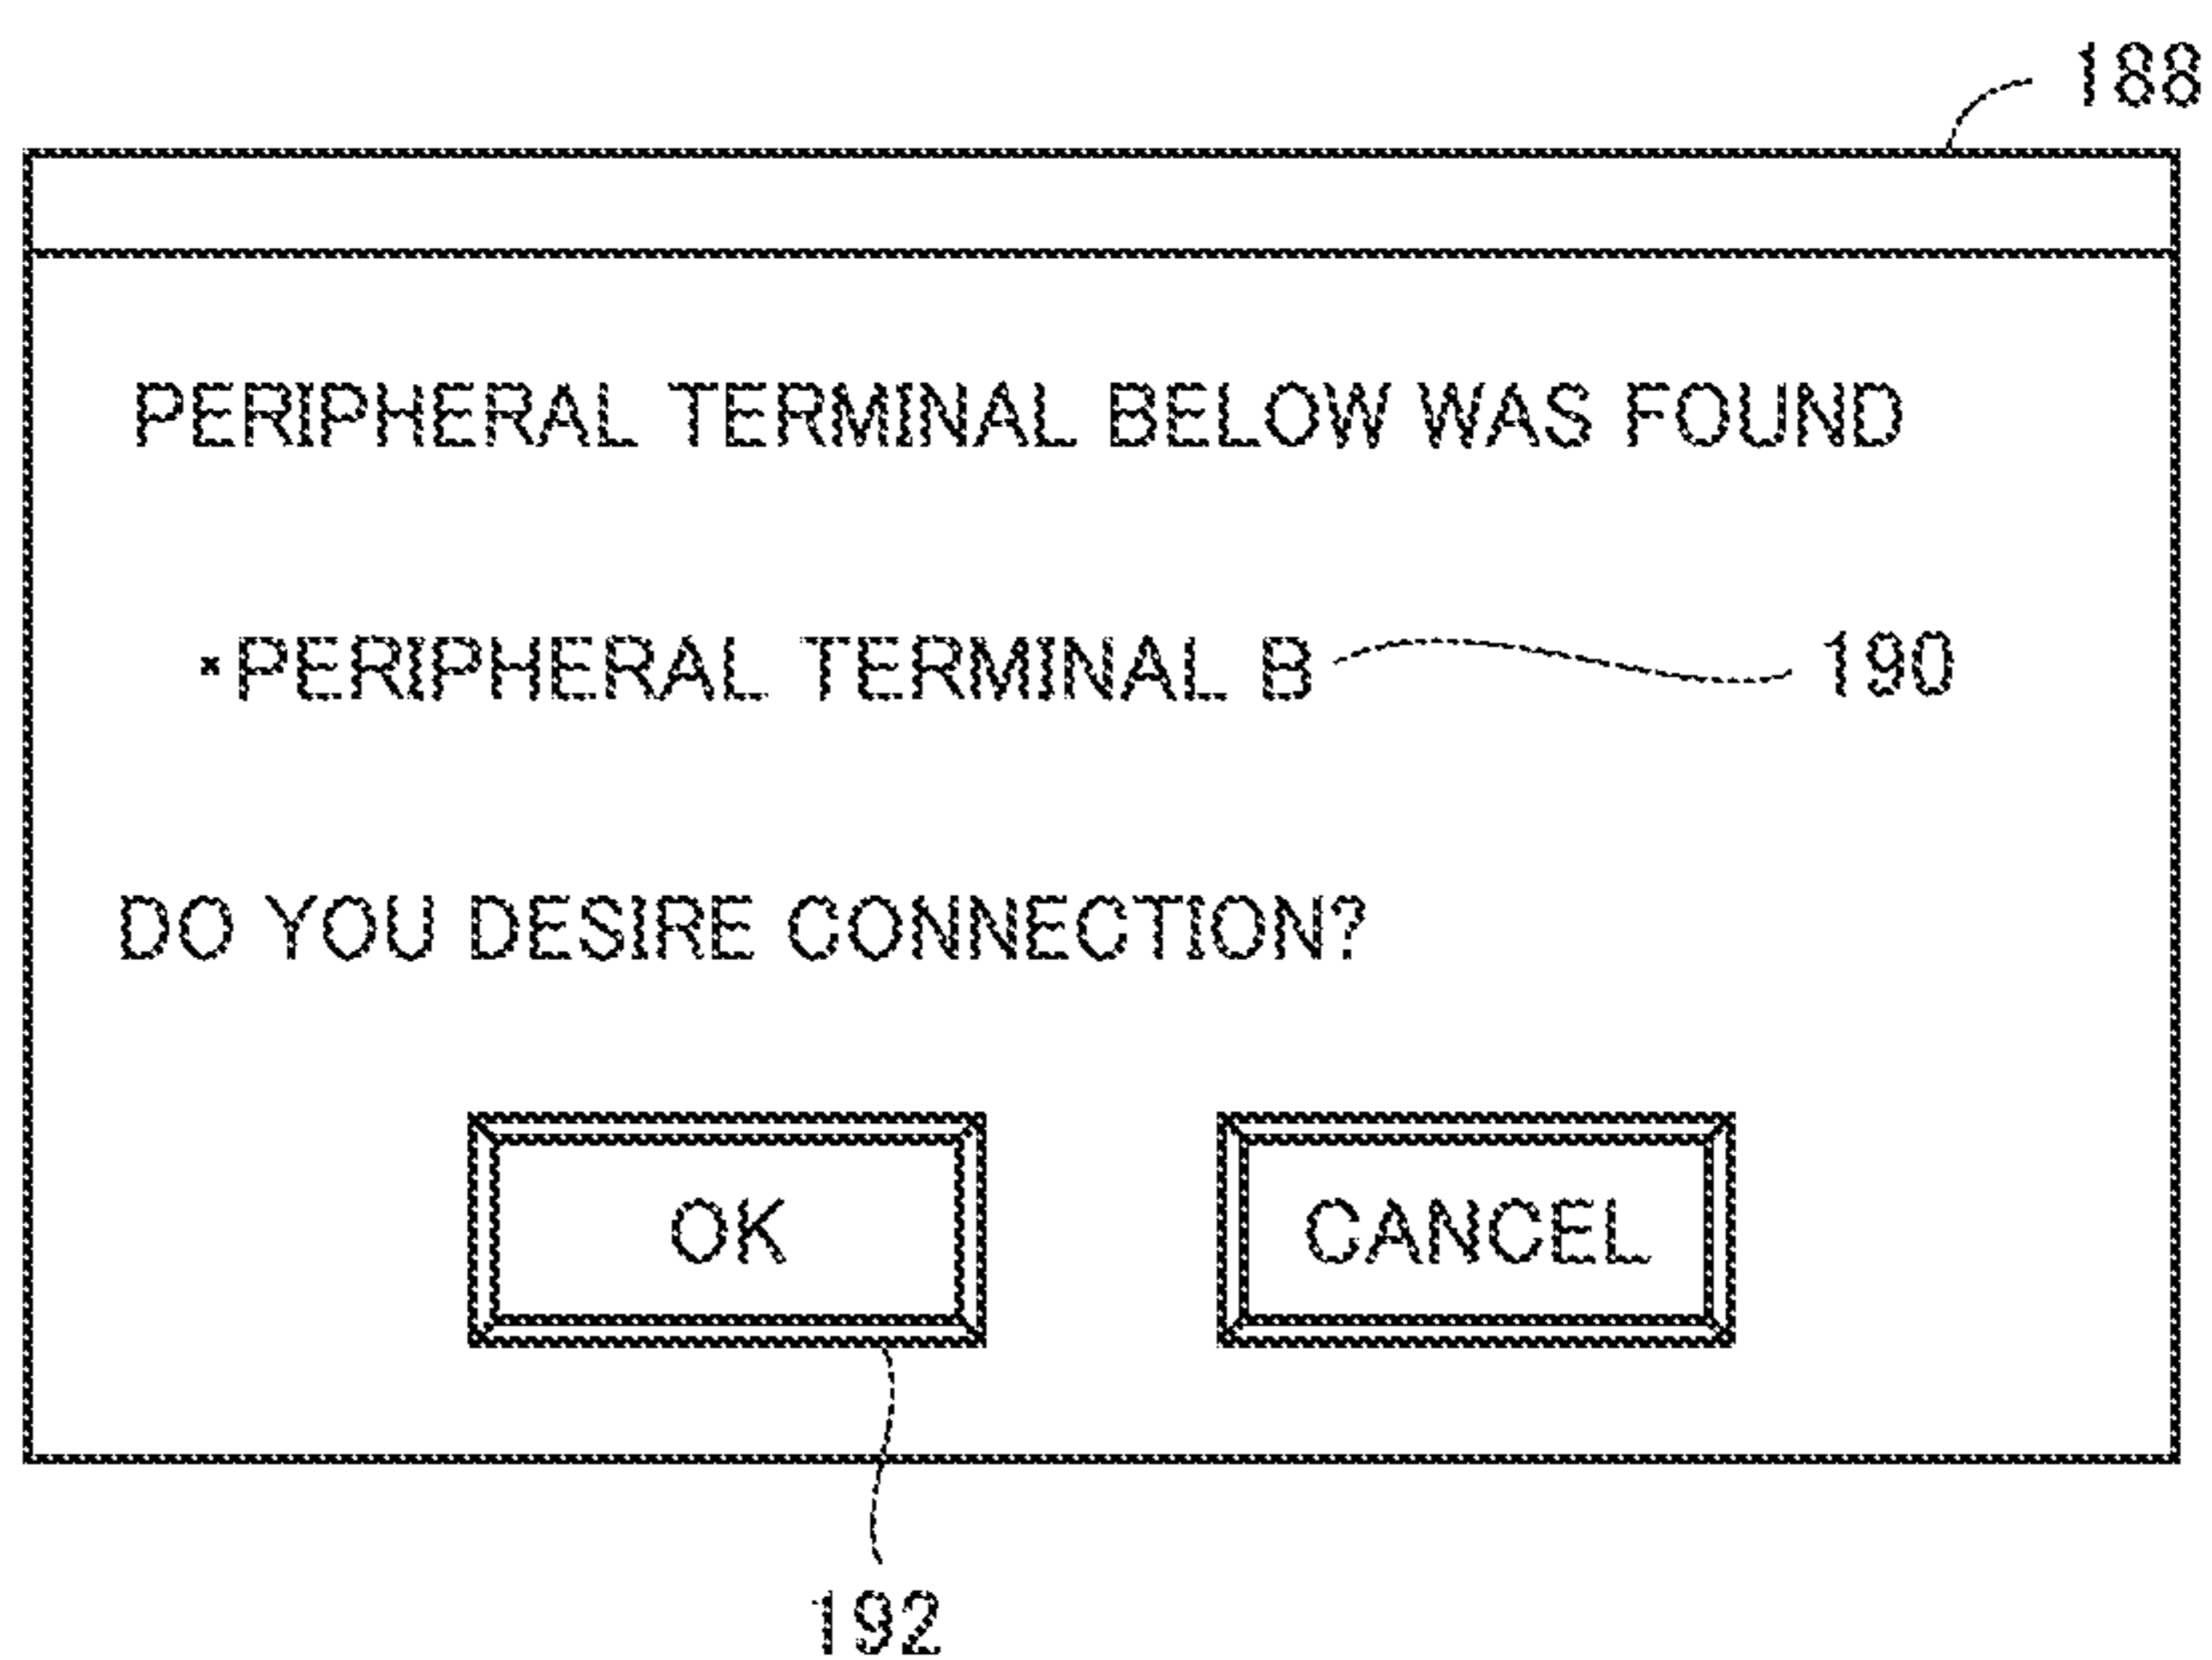 188
PERIPHERAL TERMINAL BELOW WAS FOUND
・PERIPHERAL TERMINAL B 190
DO YOU DESIRE CONNECTION?
OK CANCEL
192